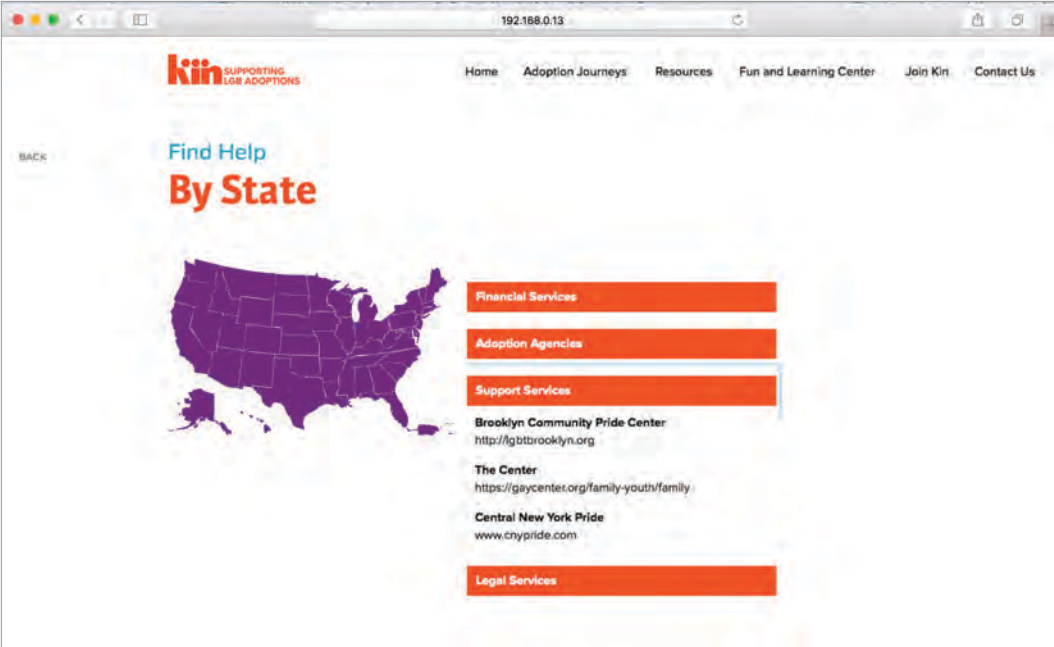 192.168.0.13
kin SUPPORTING
LGB ADOPTIONS
Home Adoption Journeys Resources Fun and Learning Center Join Kin Contact Us
BACK
Find Help
By State
Financial Services
Adoption Agencies
Support Services
Brooklyn Community Pride Center
http://lgbtbrooklyn.org
The Center
https://gaycenter.org/family-youth/family
Central New York Pride
www.cnypride.com
Legal Services